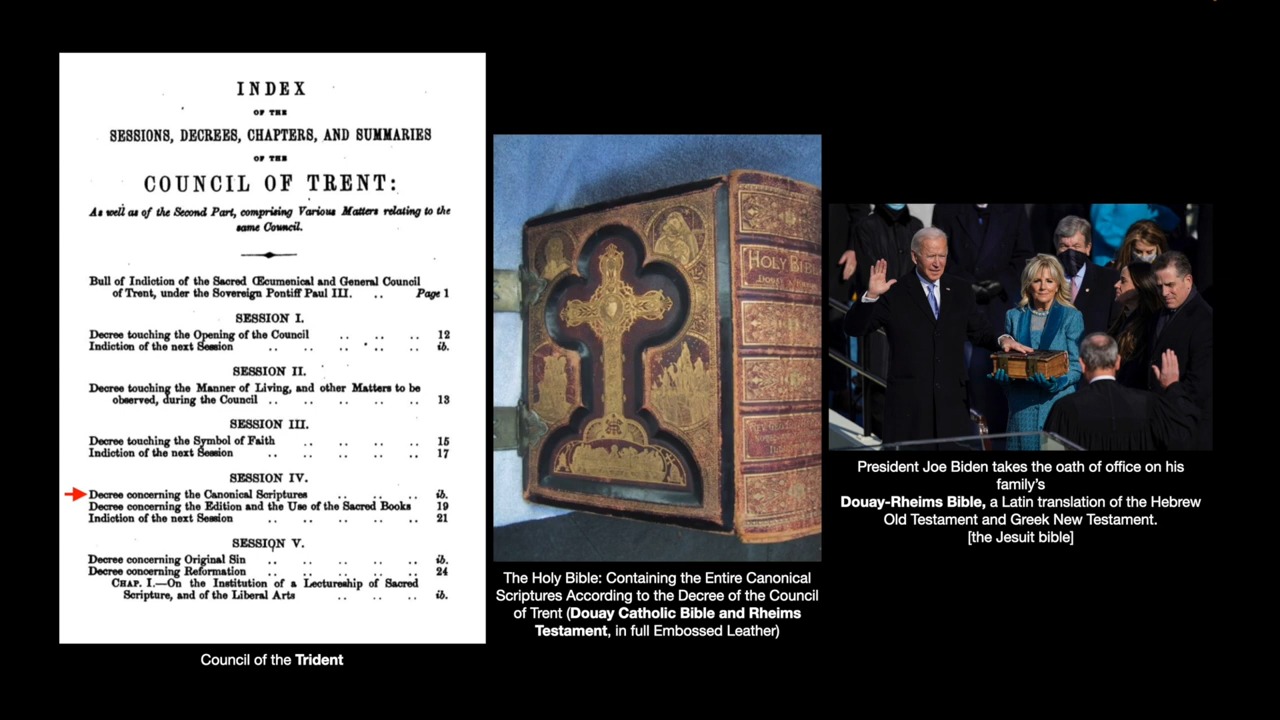 INDEX
OF THE
SESSIONS, DECREES, CHAPTERS, AND SUMMARIES
OF THE
COUNCIL OF TRENT:
As well as of the Second Part, comprising Various Matters relating to the
same Council.
Bull of Indiction of the Sacred Œcumenical and General Council
of Trent, under the Sovereign Pontiff Paul III. .. Page 1
SESSION I.
Decree touching the Opening of the Council .. .. .. 12
Indiction of the next Session .. .. .. .. .. ib.
SESSION II.
Decree touching the Manner of Living, and other Matters to be
observed, during the Council .. .. .. .. .. 13
SESSION III.
Decree touching the Symbol of Faith .. .. .. .. 15
Indiction of the next Session .. .. .. .. .. 17
SESSION IV.
Decree concerning the Canonical Scriptures .. .. .. ib.
Decree concerning the Edition and the Use of the Sacred Books 19
Indiction of the next Session .. .. .. .. .. 21
SESSION V.
Decree concerning Original Sin .. .. .. .. .. ib.
Decree concerning Reformation .. .. .. .. .. 24
CHAP. I.—On the Institution of a Lectureship of Sacred
Scripture, and of the Liberal Arts .. .. .. ib.
Council of the Trident
HOLY BIBLE
The Holy Bible: Containing the Entire Canonical
Scriptures According to the Decree of the Council
of Trent (Douay Catholic Bible and Rheims
Testament, in full Embossed Leather)
President Joe Biden takes the oath of office on his
family's
Douay-Rheims Bible, a Latin translation of the Hebrew
Old Testament and Greek New Testament.
[the Jesuit bible]